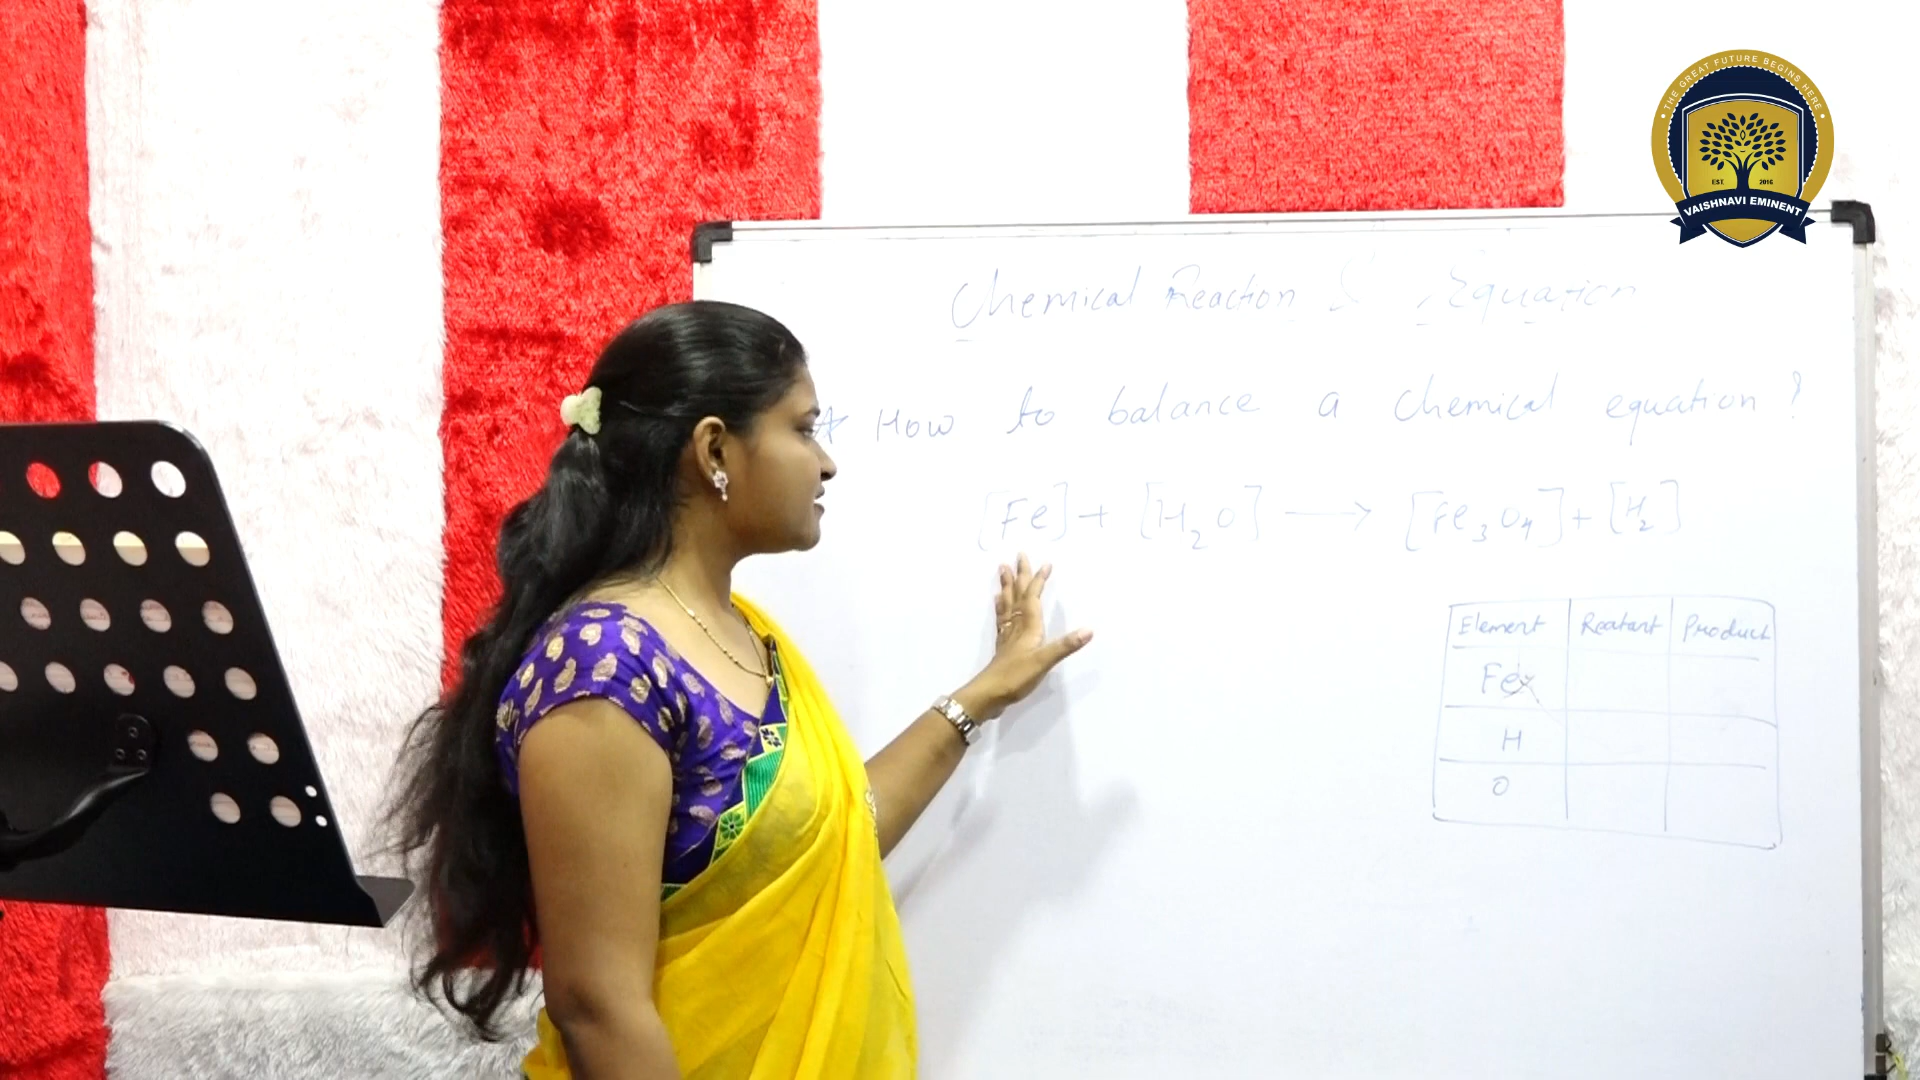 THE GREAT FUTURE BEGINS HERE
EST. 2016
VAISHNAVI EMINENT
Chemical Reaction & Equation
* How to balance a chemical equation ?
[Fe] + [H₂O] → [Fe₃O₄] + [H₂]
Element Reatant Product
Fe
H
O